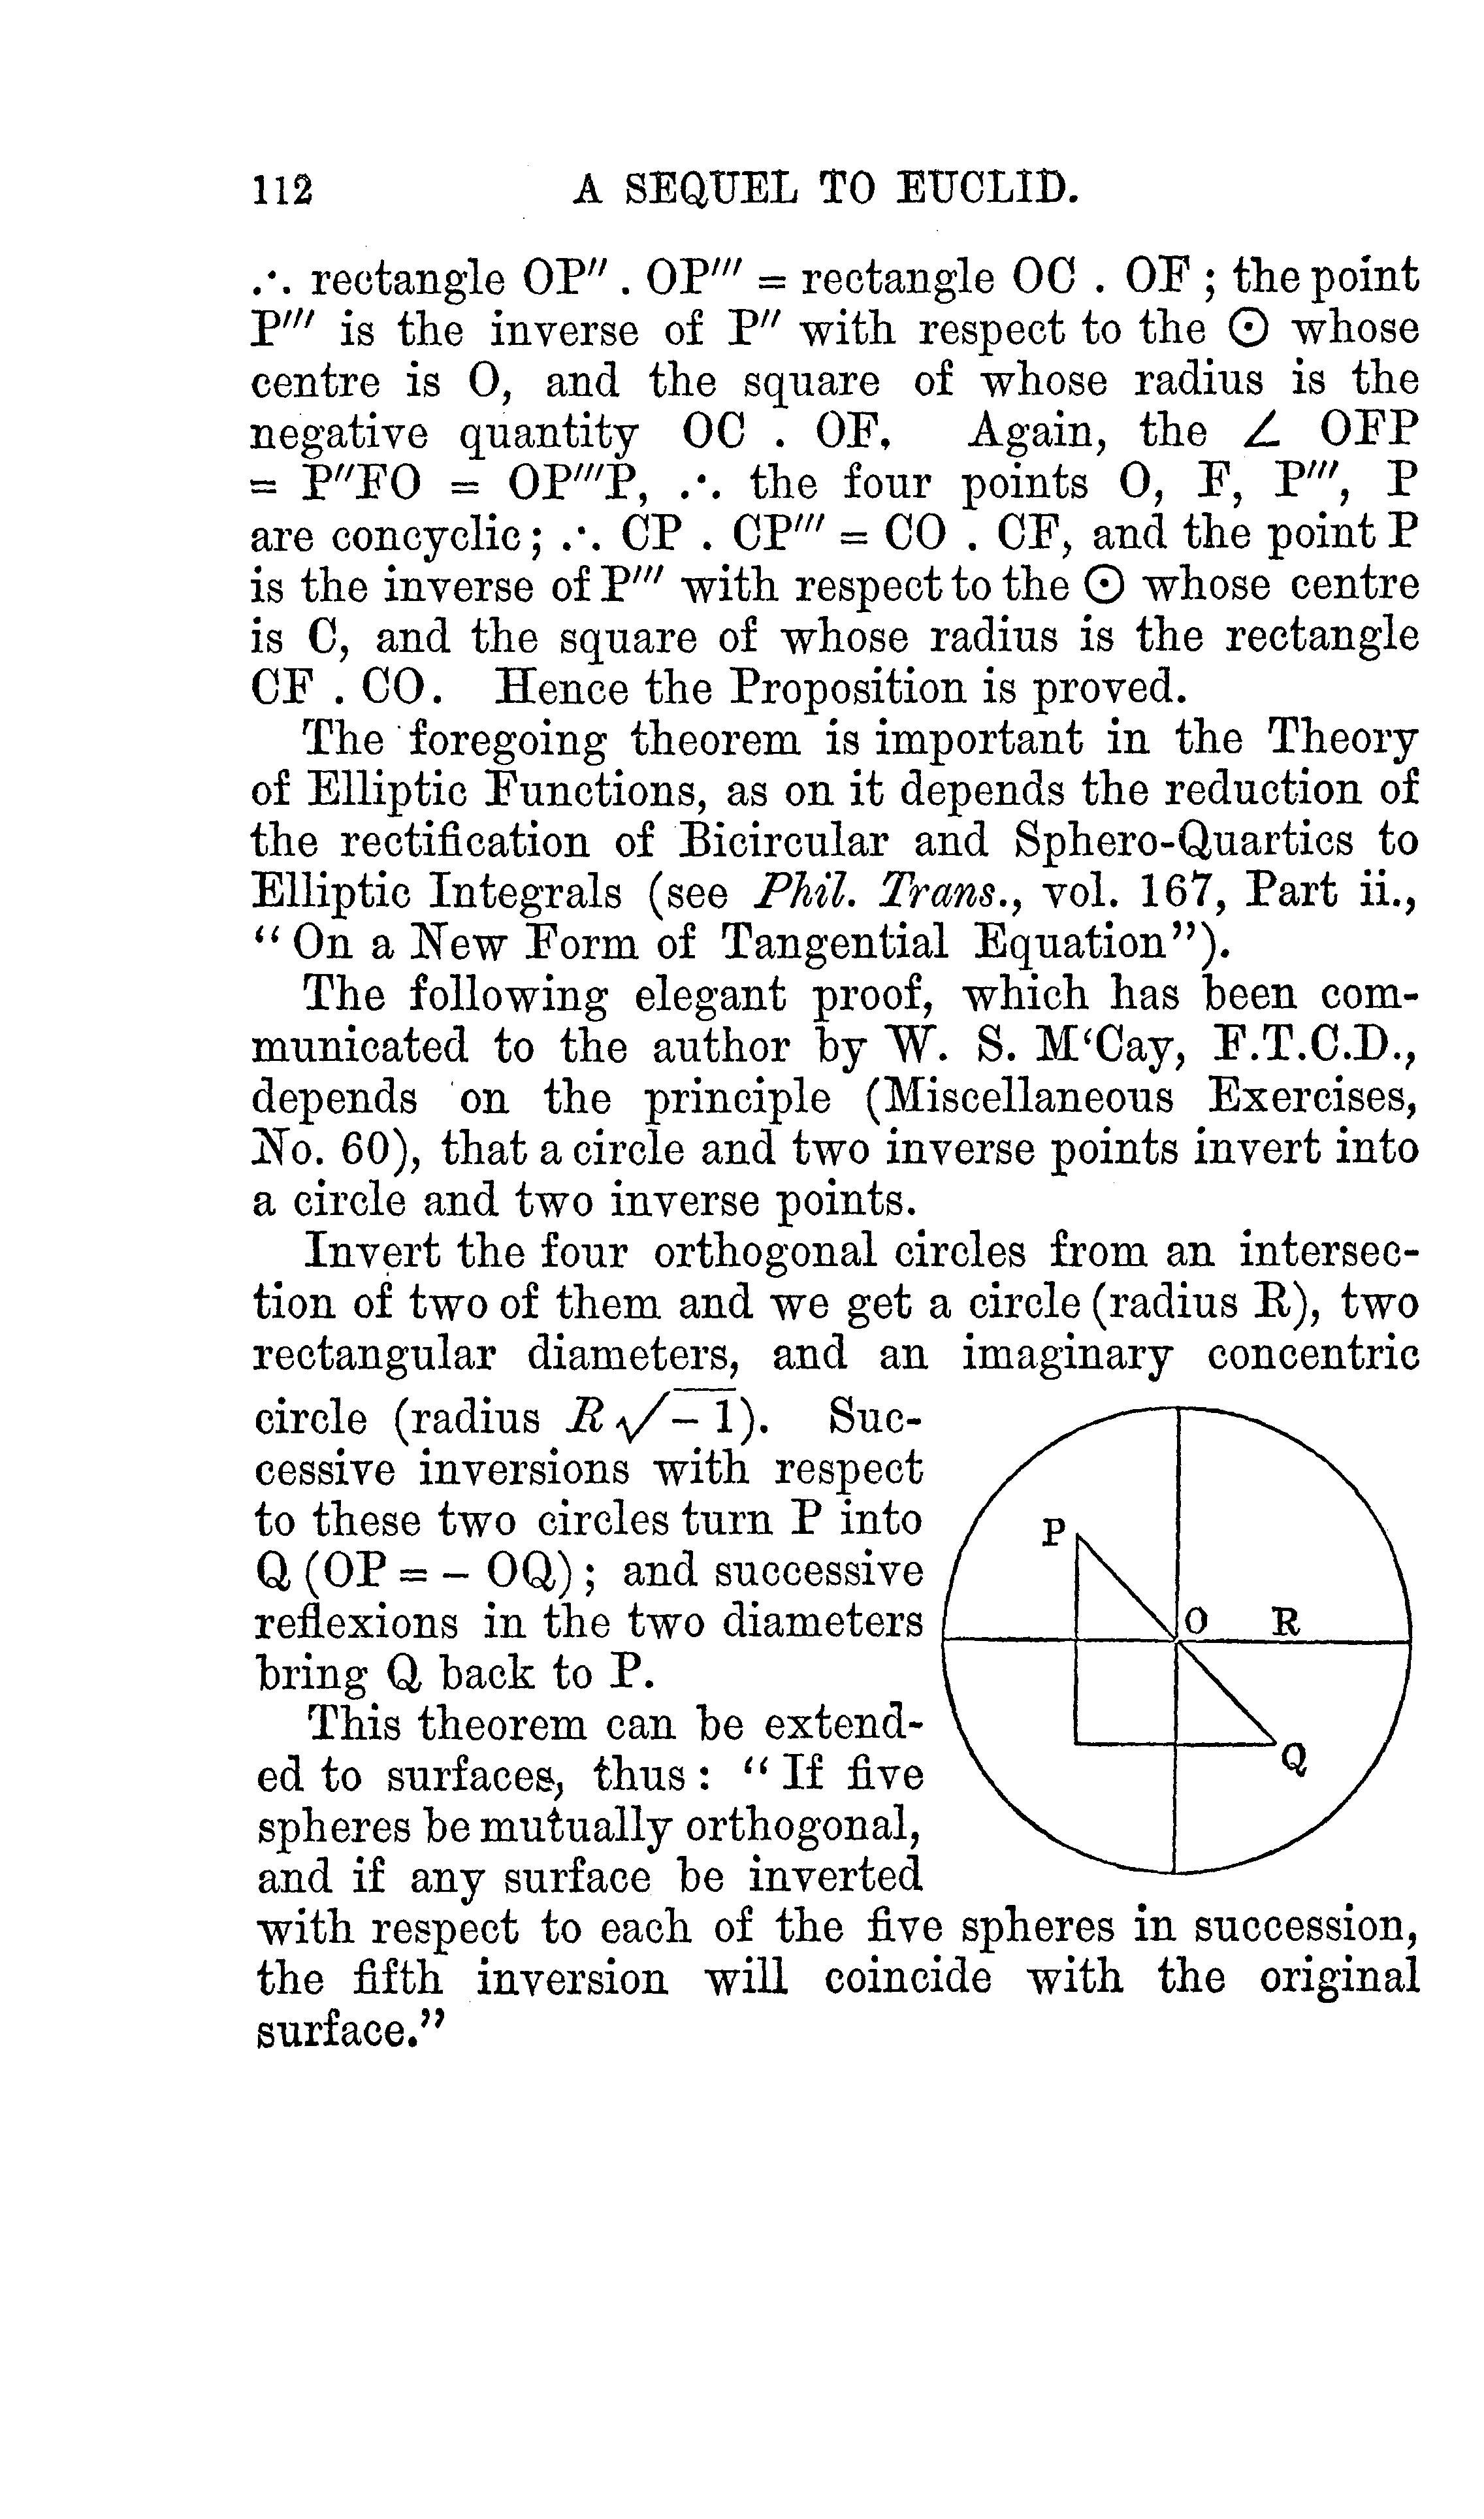 112 A SEQUEL TO EUCLID.
∴ rectangle OP″ . OP‴ = rectangle OC . OF ; the point
P‴ is the inverse of P″ with respect to the ⊙ whose
centre is O, and the square of whose radius is the
negative quantity OC . OF. Again, the ∠ OFP
= P″FO = OP‴P, ∴ the four points O, F, P‴, P
are concyclic ; ∴ CP . CP‴ = CO . CF, and the point P
is the inverse of P‴ with respect to the ⊙ whose centre
is C, and the square of whose radius is the rectangle
CF . CO. Hence the Proposition is proved.
The foregoing theorem is important in the Theory
of Elliptic Functions, as on it depends the reduction of
the rectification of Bicircular and Sphero-Quartics to
Elliptic Integrals (see Phil. Trans., vol. 167, Part ii.,
“ On a New Form of Tangential Equation”).
The following elegant proof, which has been com-
municated to the author by W. S. M‘Cay, F.T.C.D.,
depends on the principle (Miscellaneous Exercises,
No. 60), that a circle and two inverse points invert into
a circle and two inverse points.
Invert the four orthogonal circles from an intersec-
tion of two of them and we get a circle (radius R), two
rectangular diameters, and an imaginary concentric
circle (radius R√−1). Suc-
cessive inversions with respect
to these two circles turn P into
Q (OP = − OQ) ; and successive
reflexions in the two diameters
bring Q back to P.
This theorem can be extend-
ed to surfaces, thus : “ If five
spheres be mutually orthogonal,
and if any surface be inverted
with respect to each of the five spheres in succession,
the fifth inversion will coincide with the original
surface.”
P
O R
Q